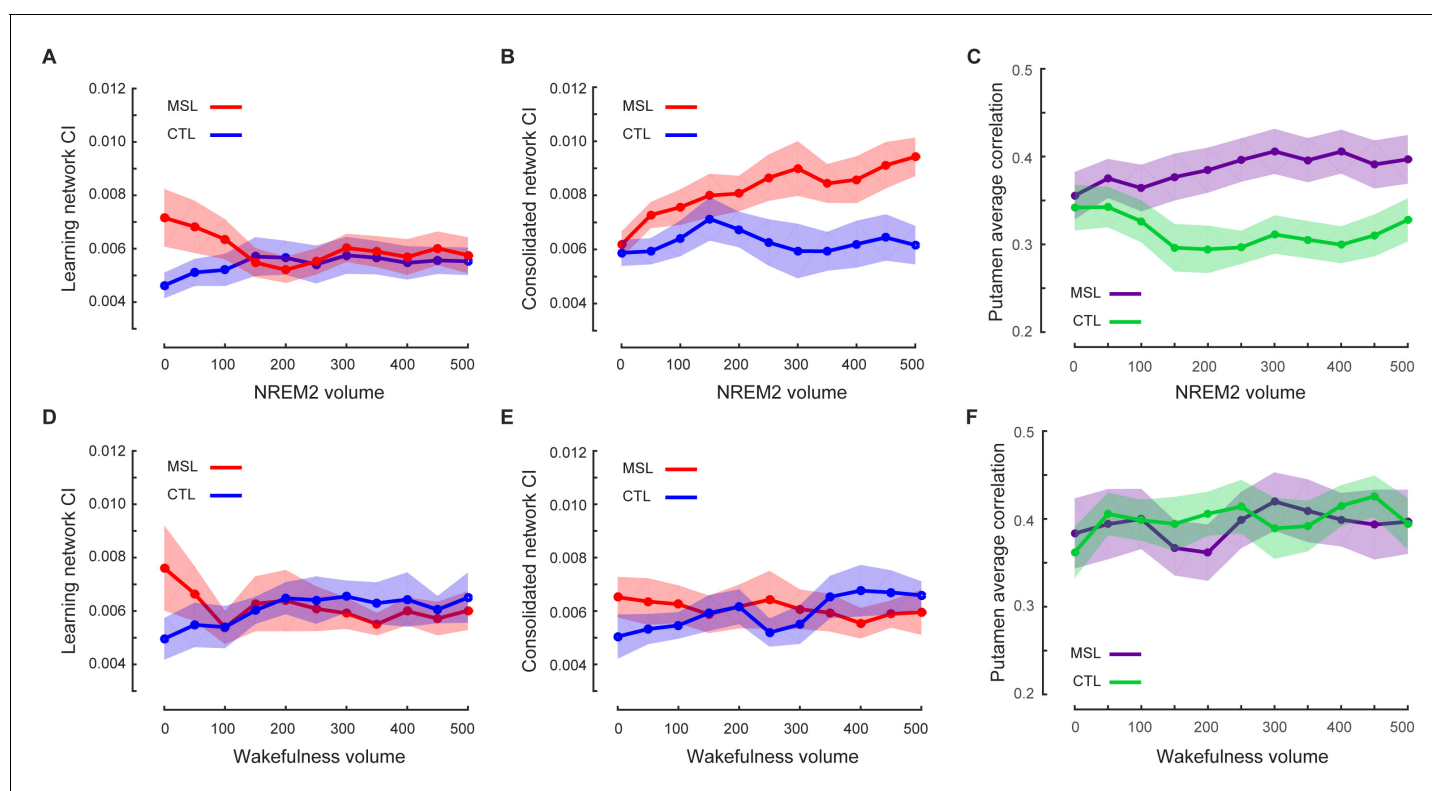 A
Learning network CI
0.012
0.010
0.008
0.006
0.004
MSL
CTL
0 100 200 300 400 500
NREM2 volume
B
Consolidated network CI
0.012
0.010
0.008
0.006
0.004
MSL
CTL
0 100 200 300 400 500
NREM2 volume
C
Putamen average correlation
0.5
0.4
0.3
0.2
MSL
CTL
0 100 200 300 400 500
NREM2 volume
D
Learning network CI
0.012
0.010
0.008
0.006
0.004
MSL
CTL
0 100 200 300 400 500
Wakefulness volume
E
Consolidated network CI
0.012
0.010
0.008
0.006
0.004
MSL
CTL
0 100 200 300 400 500
Wakefulness volume
F
Putamen average correlation
0.5
0.4
0.3
0.2
MSL
CTL
0 100 200 300 400 500
Wakefulness volume